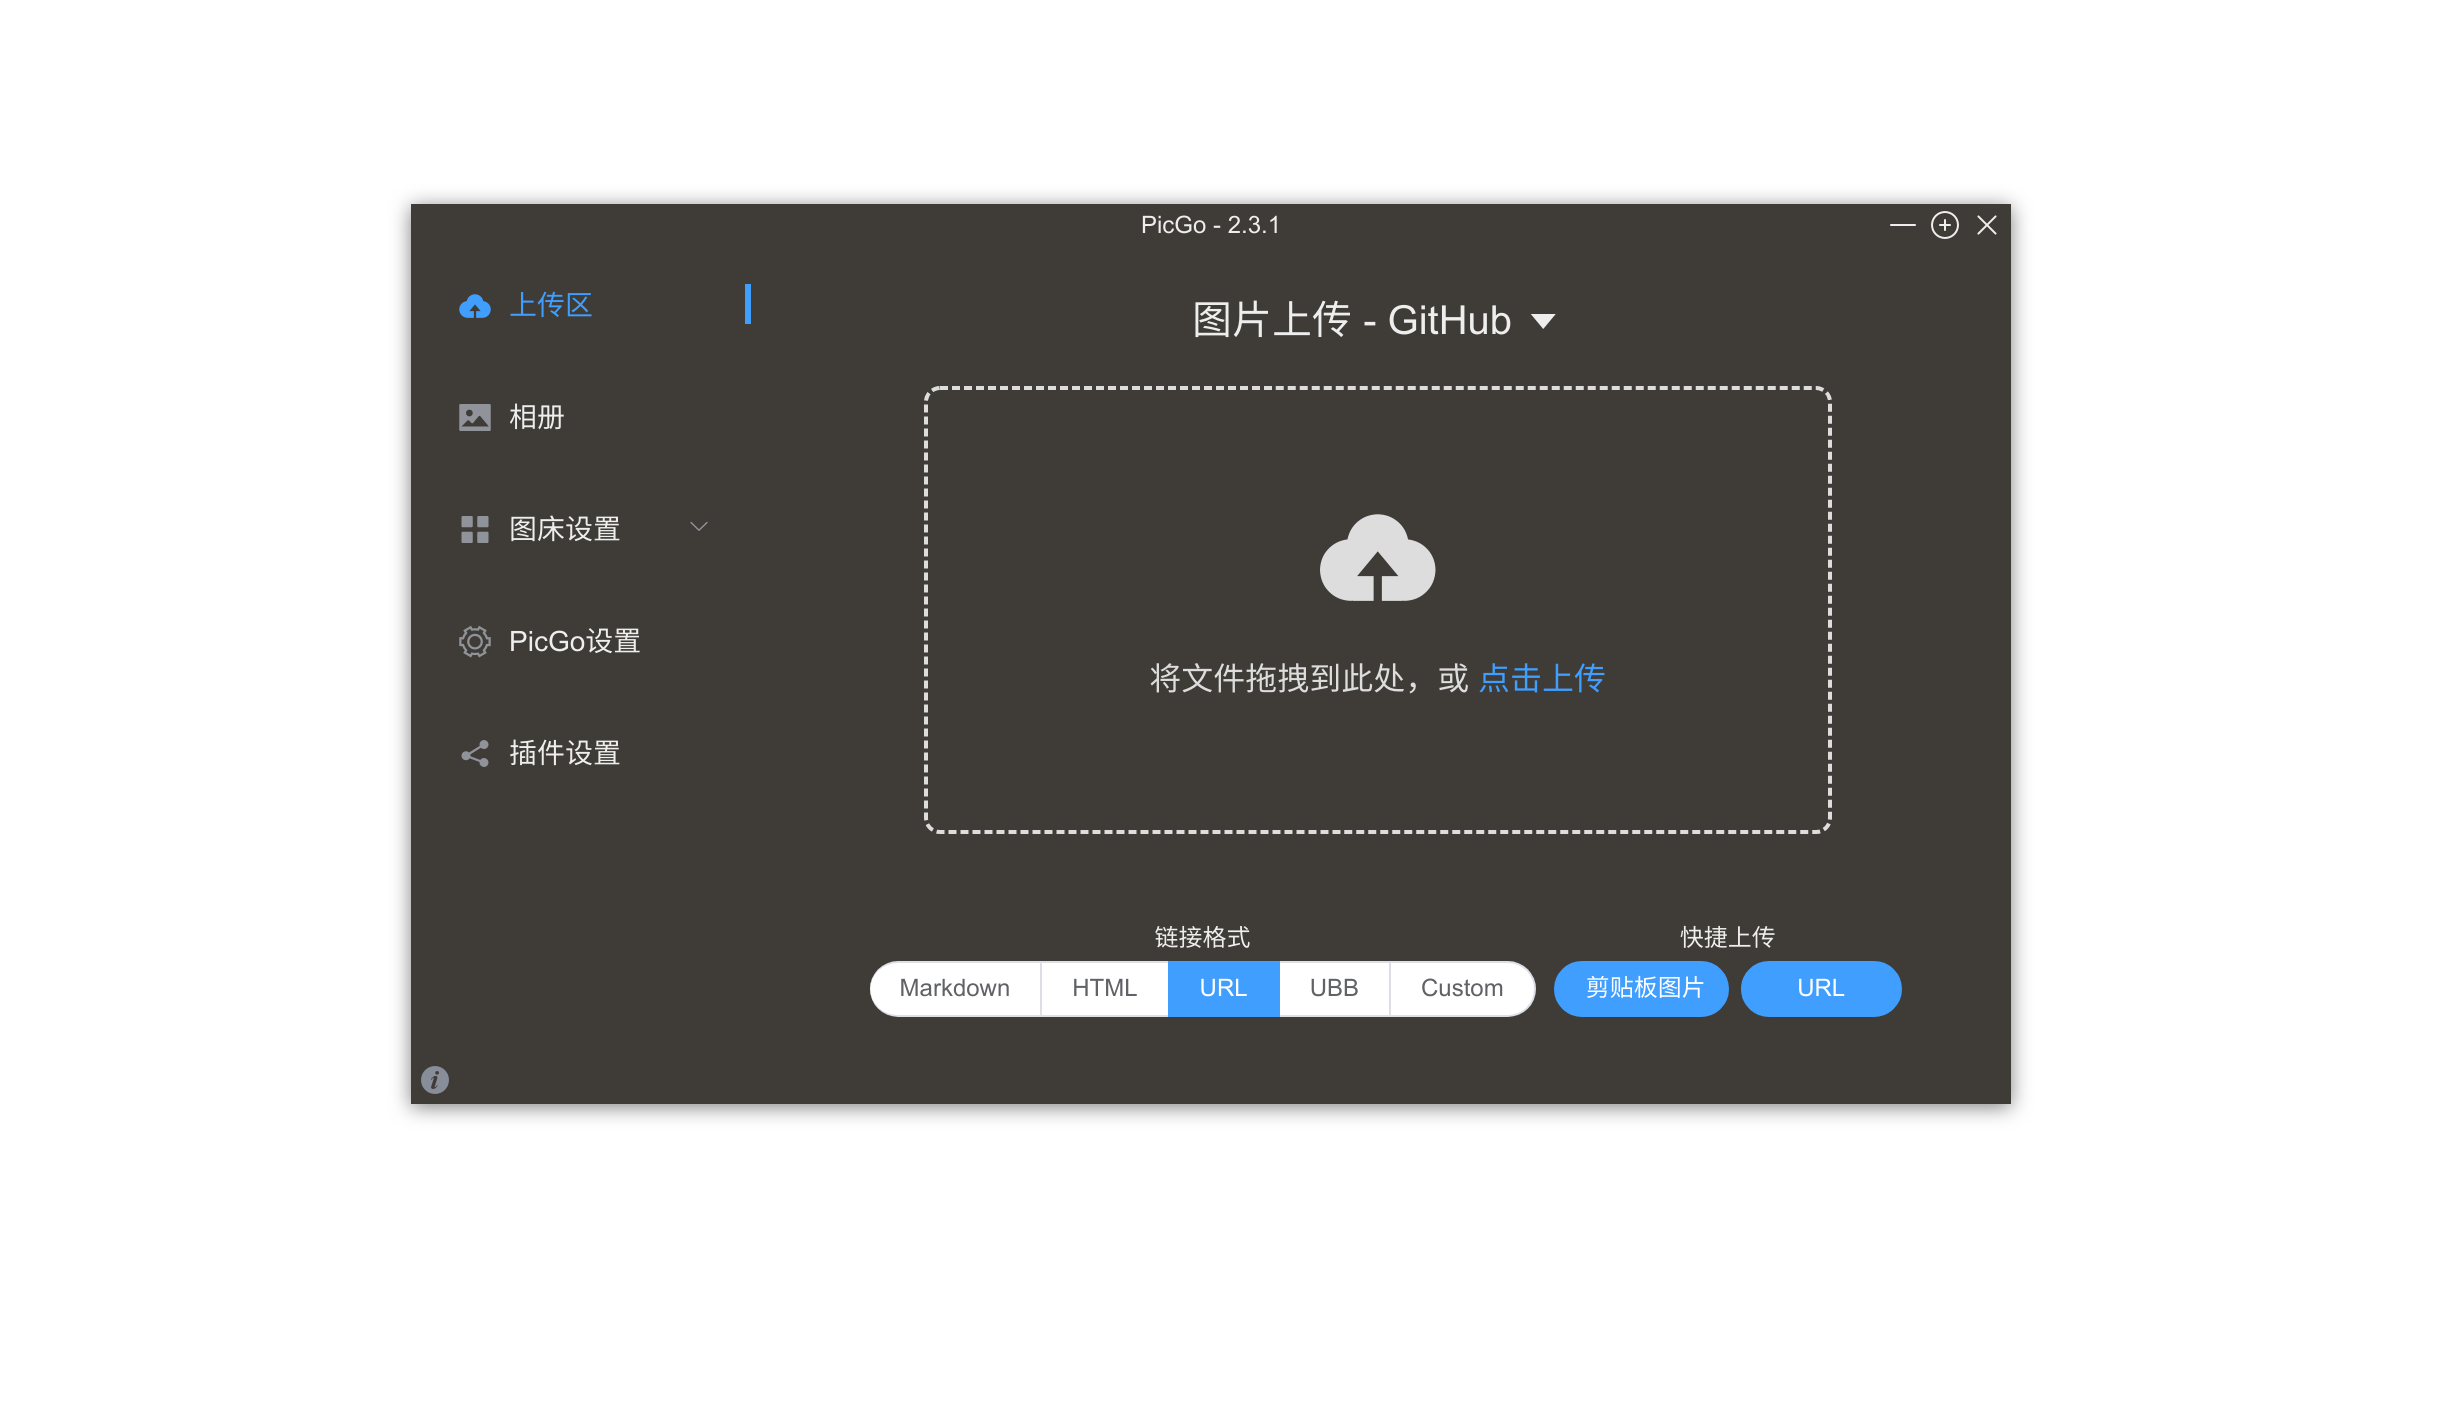 PicGo - 2.3.1
上传区
相册
图床设置
PicGo设置
插件设置
图片上传 - GitHub
将文件拖拽到此处，或 点击上传
链接格式
Markdown HTML URL UBB Custom
快捷上传
剪贴板图片 URL